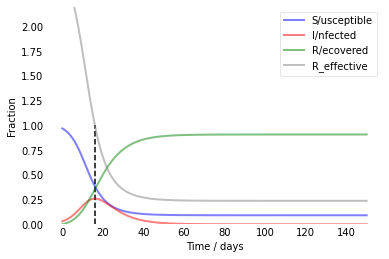 2.00
1.75
1.50
1.25
1.00
0.75
0.50
0.25
0.00
Fraction
0 20 40 60 80 100 120 140
Time / days
S/usceptible
I/nfected
R/ecovered
R_effective